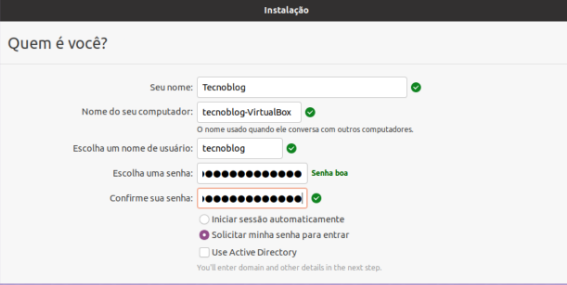 Instalação
Quem é você?
Seu nome: Tecnoblog
Nome do seu computador: tecnoblog-VirtualBox
O nome usado quando ele conversa com outros computadores.
Escolha um nome de usuário: tecnoblog
Escolha uma senha: Senha boa
Confirme sua senha:
Iniciar sessão automaticamente
Solicitar minha senha para entrar
Use Active Directory
You'll enter domain and other details in the next step.